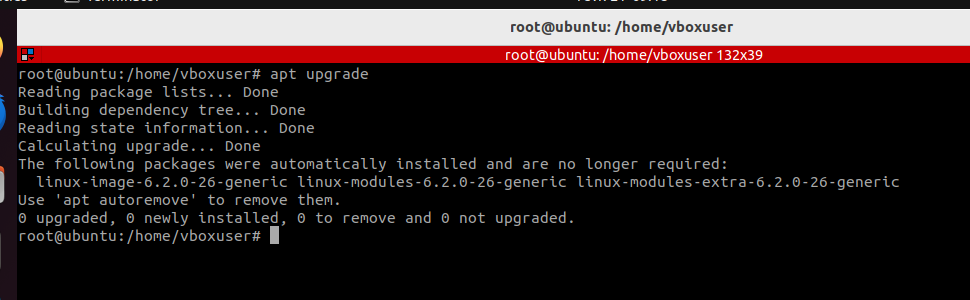 root@ubuntu: /home/vboxuser
root@ubuntu: /home/vboxuser 132x39
root@ubuntu:/home/vboxuser# apt upgrade
Reading package lists... Done
Building dependency tree... Done
Reading state information... Done
Calculating upgrade... Done
The following packages were automatically installed and are no longer required:
  linux-image-6.2.0-26-generic linux-modules-6.2.0-26-generic linux-modules-extra-6.2.0-26-generic
Use 'apt autoremove' to remove them.
0 upgraded, 0 newly installed, 0 to remove and 0 not upgraded.
root@ubuntu:/home/vboxuser#